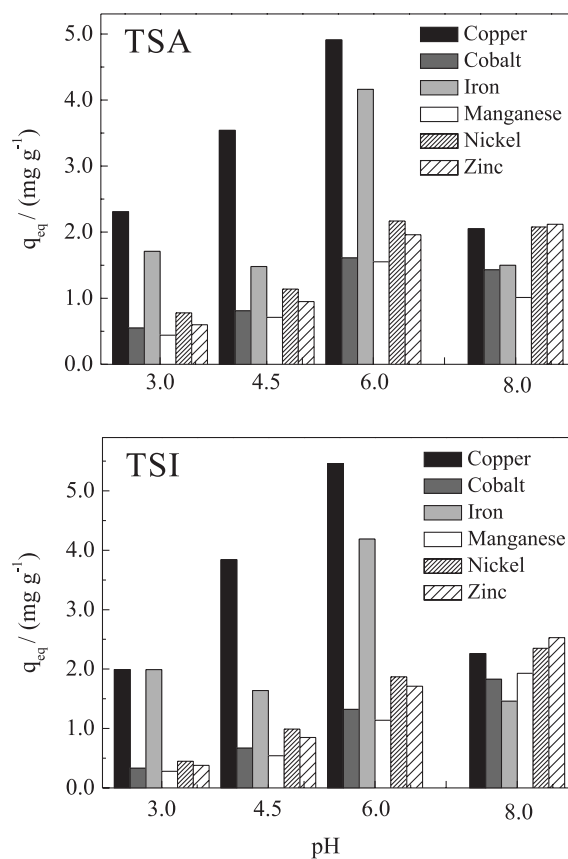 TSA
Copper
Cobalt
Iron
Manganese
Nickel
Zinc
5.0
4.0
3.0
2.0
1.0
0.0
q_eq / (mg g^-1)
3.0 4.5 6.0 8.0
TSI
Copper
Cobalt
Iron
Manganese
Nickel
Zinc
5.0
4.0
3.0
2.0
1.0
0.0
q_eq / (mg g^-1)
3.0 4.5 6.0 8.0
pH